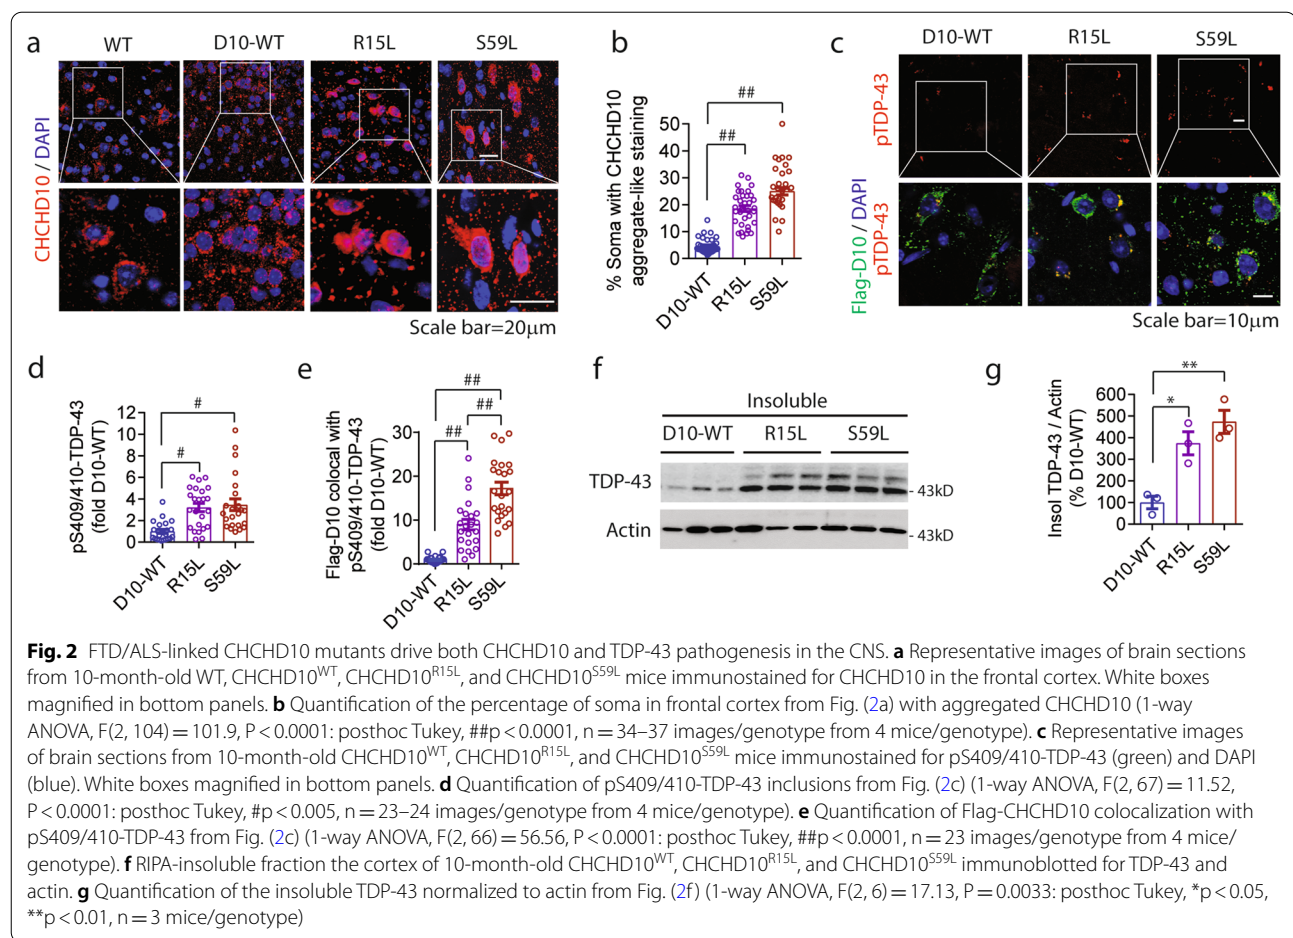 a
WT
D10-WT
R15L
S59L
CHCHD10 / DAPI
Scale bar=20μm
b
% Soma with CHCHD10
aggregate-like staining
50
40
30
20
10
0
##
##
D10-WT
R15L
S59L
c
D10-WT
R15L
S59L
pTDP-43
Flag-D10 / DAPI
pTDP-43
Scale bar=10μm
d
pS409/410-TDP-43
(fold D10-WT)
12
10
8
6
4
2
0
#
#
D10-WT
R15L
S59L
e
Flag-D10 colocal with
pS409/410-TDP-43
(fold D10-WT)
30
20
10
0
##
##
##
D10-WT
R15L
S59L
f
Insoluble
D10-WT
R15L
S59L
TDP-43
- 43kD
Actin
- 43kD
g
Insol TDP-43 / Actin
(% D10-WT)
600
500
400
300
200
100
0
**
*
D10-WT
R15L
S59L
Fig. 2 FTD/ALS-linked CHCHD10 mutants drive both CHCHD10 and TDP-43 pathogenesis in the CNS. a Representative images of brain sections
from 10-month-old WT, CHCHD10WT, CHCHD10R15L, and CHCHD10S59L mice immunostained for CHCHD10 in the frontal cortex. White boxes
magnified in bottom panels. b Quantification of the percentage of soma in frontal cortex from Fig. (2a) with aggregated CHCHD10 (1-way
ANOVA, F(2, 104) = 101.9, P < 0.0001: posthoc Tukey, ##p < 0.0001, n = 34–37 images/genotype from 4 mice/genotype). c Representative images
of brain sections from 10-month-old CHCHD10WT, CHCHD10R15L, and CHCHD10S59L mice immunostained for pS409/410-TDP-43 (green) and DAPI
(blue). White boxes magnified in bottom panels. d Quantification of pS409/410-TDP-43 inclusions from Fig. (2c) (1-way ANOVA, F(2, 67) = 11.52,
P < 0.0001: posthoc Tukey, #p < 0.005, n = 23–24 images/genotype from 4 mice/genotype). e Quantification of Flag-CHCHD10 colocalization with
pS409/410-TDP-43 from Fig. (2c) (1-way ANOVA, F(2, 66) = 56.56, P < 0.0001: posthoc Tukey, ##p < 0.0001, n = 23 images/genotype from 4 mice/
genotype). f RIPA-insoluble fraction the cortex of 10-month-old CHCHD10WT, CHCHD10R15L, and CHCHD10S59L immunoblotted for TDP-43 and
actin. g Quantification of the insoluble TDP-43 normalized to actin from Fig. (2f) (1-way ANOVA, F(2, 6) = 17.13, P = 0.0033: posthoc Tukey, *p < 0.05,
**p < 0.01, n = 3 mice/genotype)